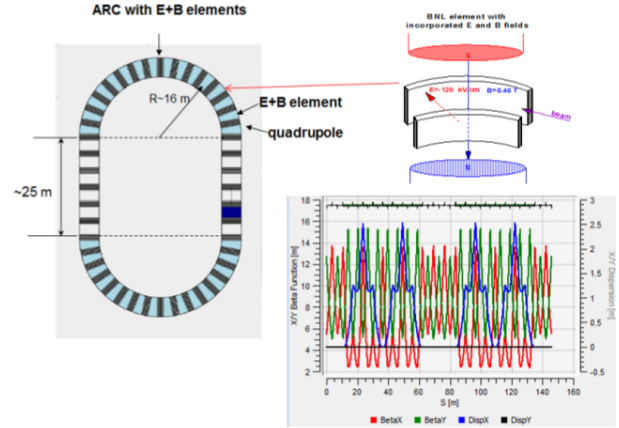 ARC with E+B elements
R~16 m
E+B element
quadrupole
~25 m
BNL element with
incorporated E and B fields
E=-120 kV/cm
B=0.46 T
beam
18
16
14
12
10
8
6
4
2
X/Y Beta Function [m]
3
2.5
2
1.5
1
0.5
0
-0.5
X/Y Dispersion [m]
0 20 40 60 80 100 120 140 160
S [m]
BetaX BetaY DispX DispY